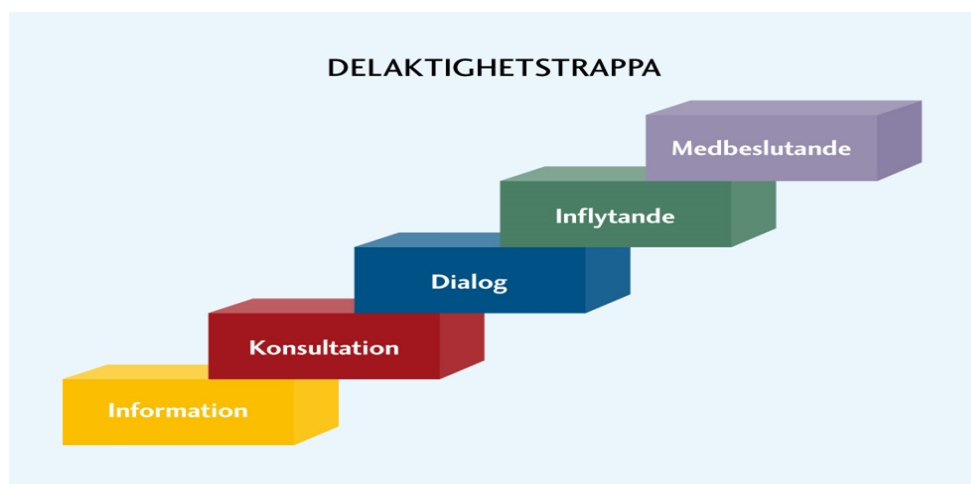 DELAKTIGHETSTRAPPA
Medbeslutande
Inflytande
Dialog
Konsultation
Information